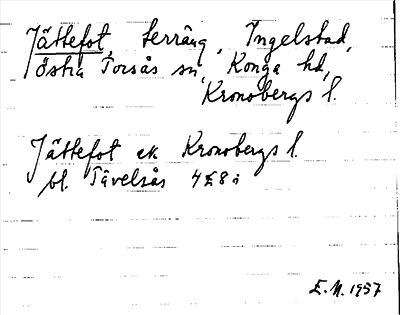 Jättefot, terräng, Ingelstad,
Östra Torsås sn, Konga hd,
Kronobergs l.
Jättefot ek Kronobergs l.
bl. Tävelsås 4E8i
E.N. 1957